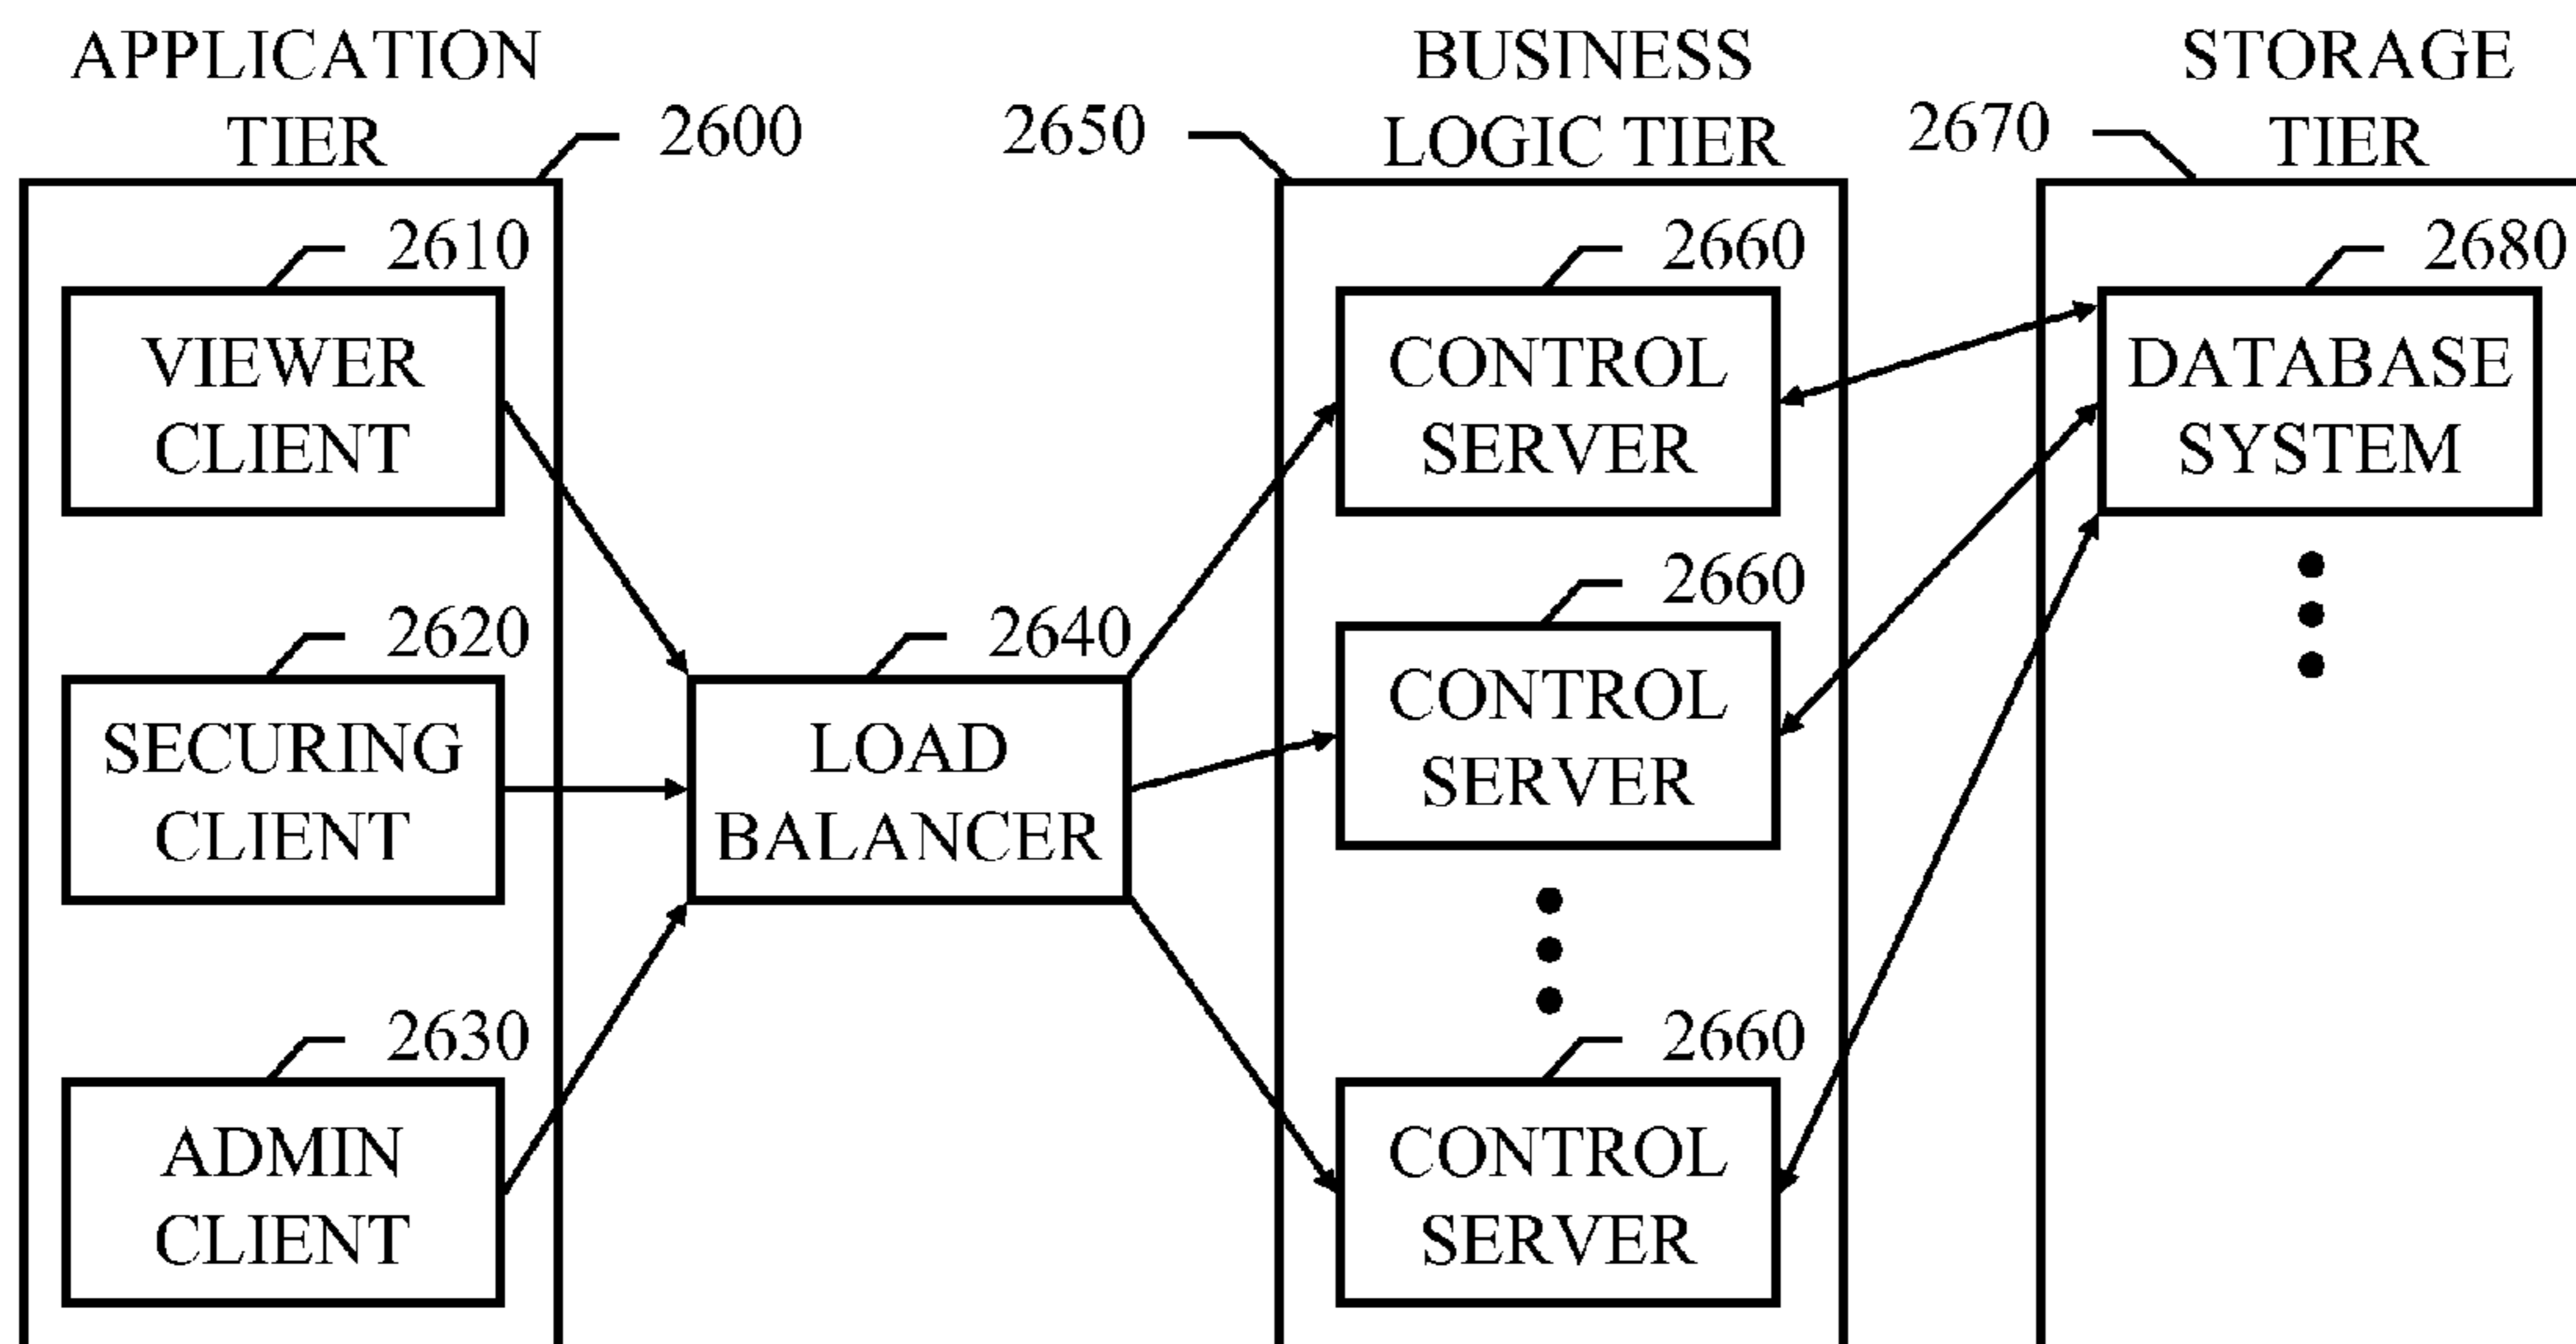 APPLICATION
TIER
2600
2610
VIEWER
CLIENT
2620
SECURING
CLIENT
2630
ADMIN
CLIENT
2640
LOAD
BALANCER
BUSINESS
LOGIC TIER
2650
2660
CONTROL
SERVER
2660
CONTROL
SERVER
2660
CONTROL
SERVER
STORAGE
TIER
2670
2680
DATABASE
SYSTEM